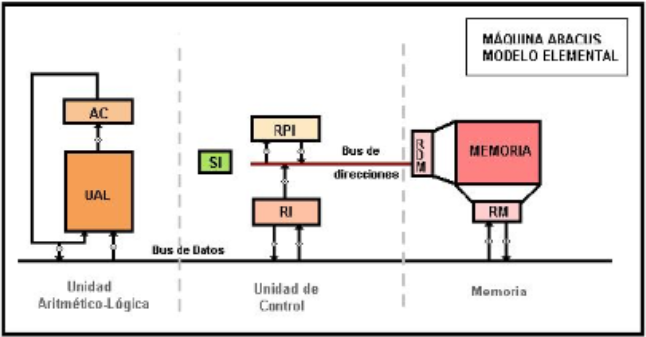 MÁQUINA ABACUS
MODELO ELEMENTAL
AC
RPI
SI
Bus de
direcciones
RDM
MEMORIA
UAL
RI
RM
Bus de Datos
Unidad
Aritmético-Lógica
Unidad de
Control
Memoria